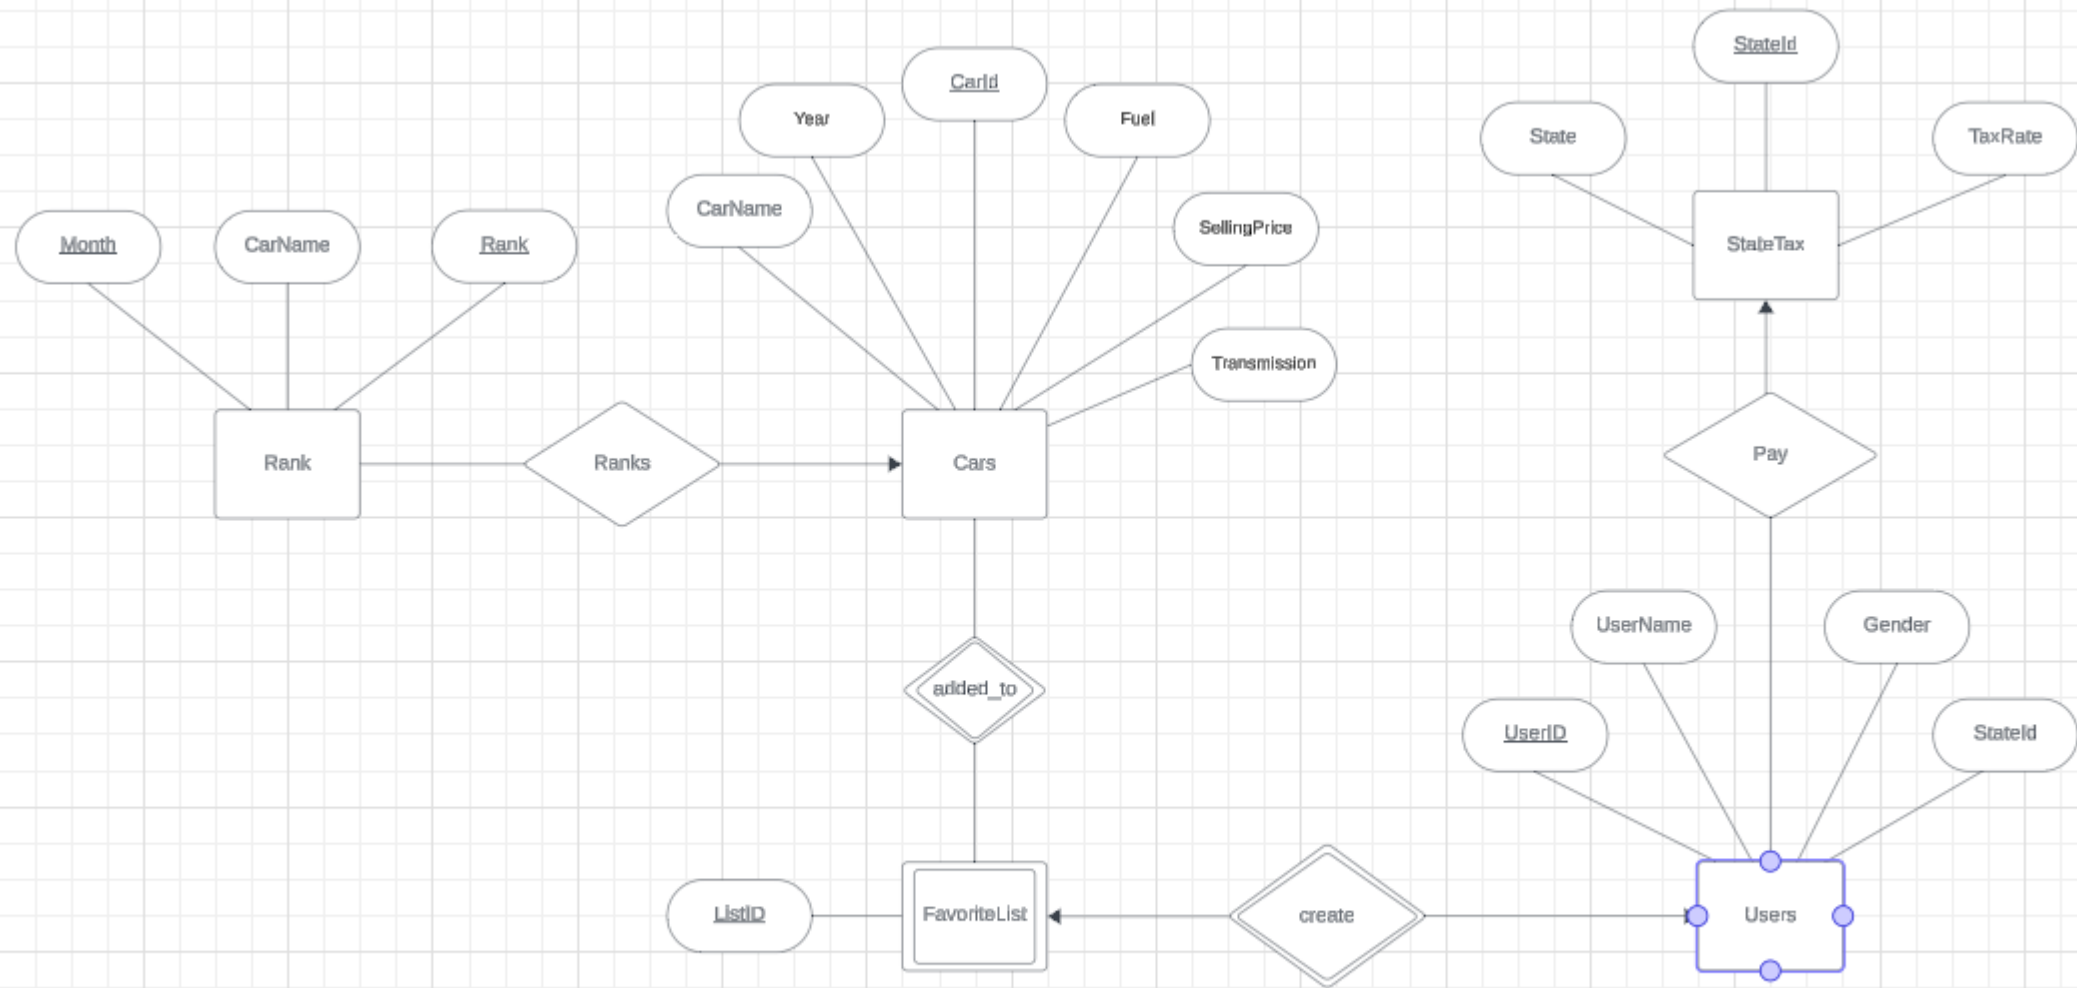 StateId
CarId
Year
Fuel
State
TaxRate
CarName
SellingPrice
Month
CarName
Rank
StateTax
Transmission
Rank
Ranks
Cars
Pay
UserName
Gender
added_to
UserID
StateId
ListID
FavoriteList
create
Users